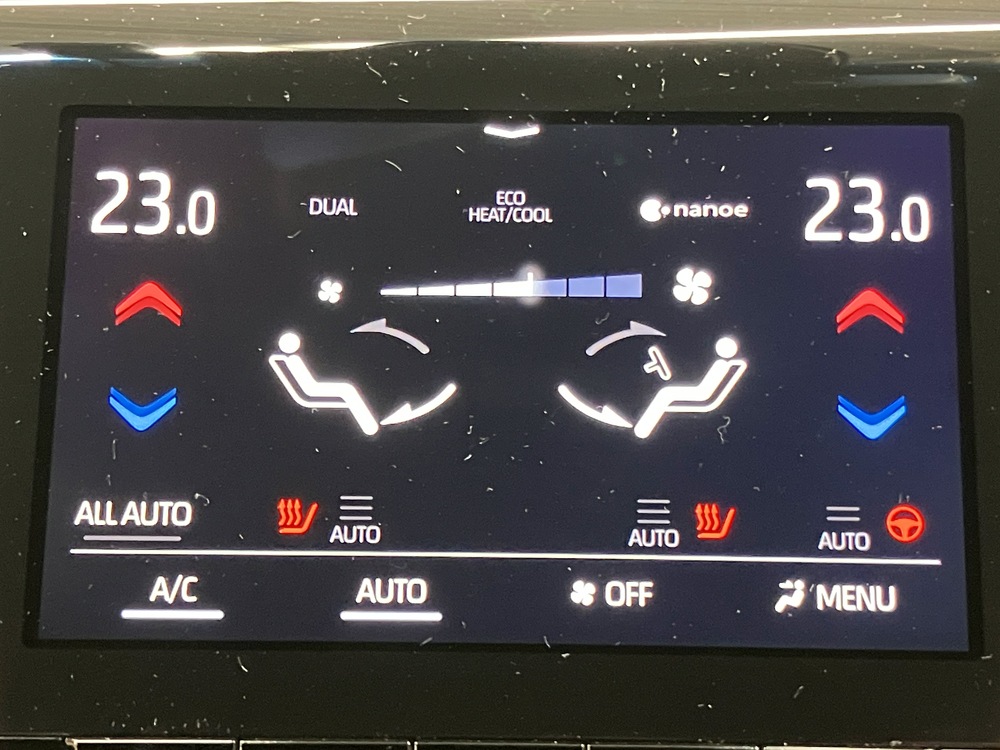 23.0
DUAL
ECO
HEAT/COOL
nanoe
23.0
ALL AUTO
AUTO
AUTO
AUTO
A/C
AUTO
OFF
MENU